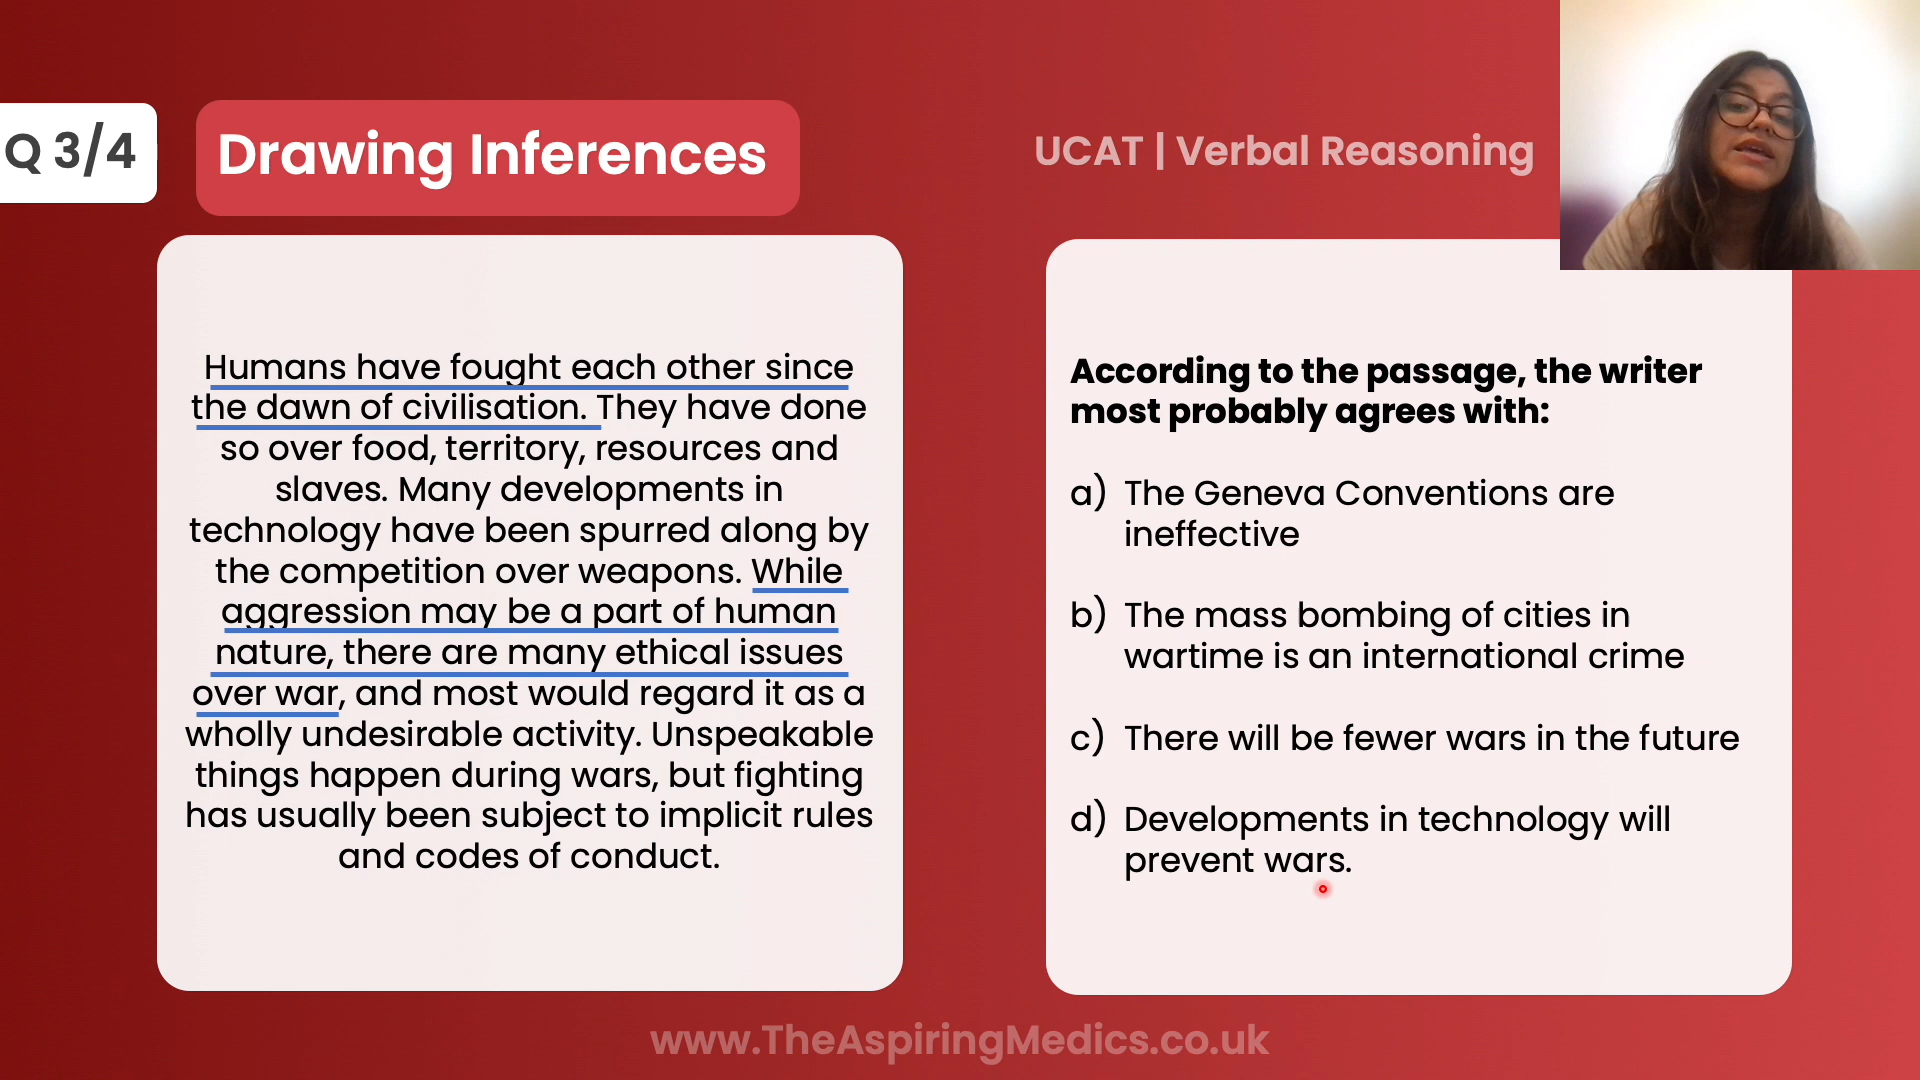 Q 3/4
Drawing Inferences
UCAT | Verbal Reasoning
Humans have fought each other since
the dawn of civilisation. They have done
so over food, territory, resources and
slaves. Many developments in
technology have been spurred along by
the competition over weapons. While
aggression may be a part of human
nature, there are many ethical issues
over war, and most would regard it as a
wholly undesirable activity. Unspeakable
things happen during wars, but fighting
has usually been subject to implicit rules
and codes of conduct.
According to the passage, the writer
most probably agrees with:
a) The Geneva Conventions are
ineffective
b) The mass bombing of cities in
wartime is an international crime
c) There will be fewer wars in the future
d) Developments in technology will
prevent wars.
www.TheAspiringMedics.co.uk